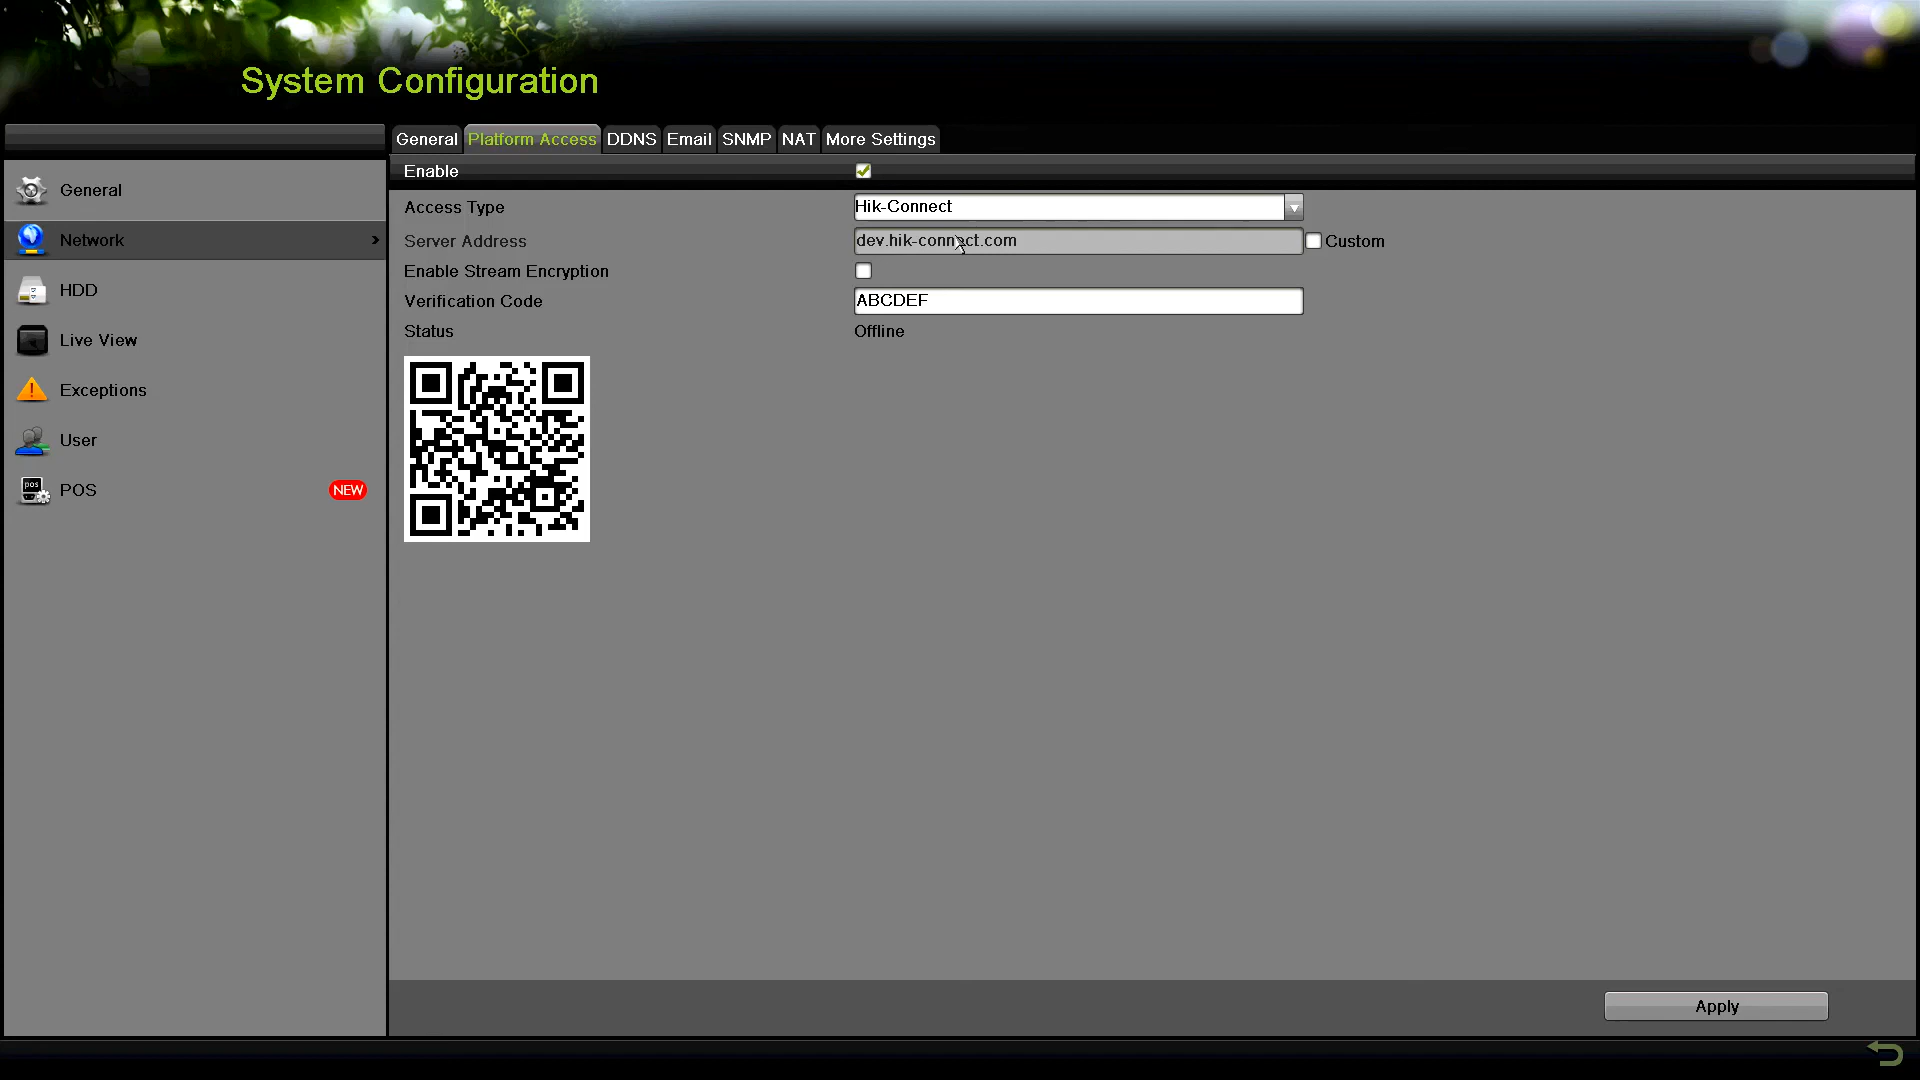 System Configuration
General Platform Access DDNS Email SNMP NAT More Settings
Enable
General
Network
HDD
Live View
Exceptions
User
POS NEW
Access Type Hik-Connect
Server Address dev.hik-connect.com Custom
Enable Stream Encryption
Verification Code ABCDEF
Status Offline
Apply